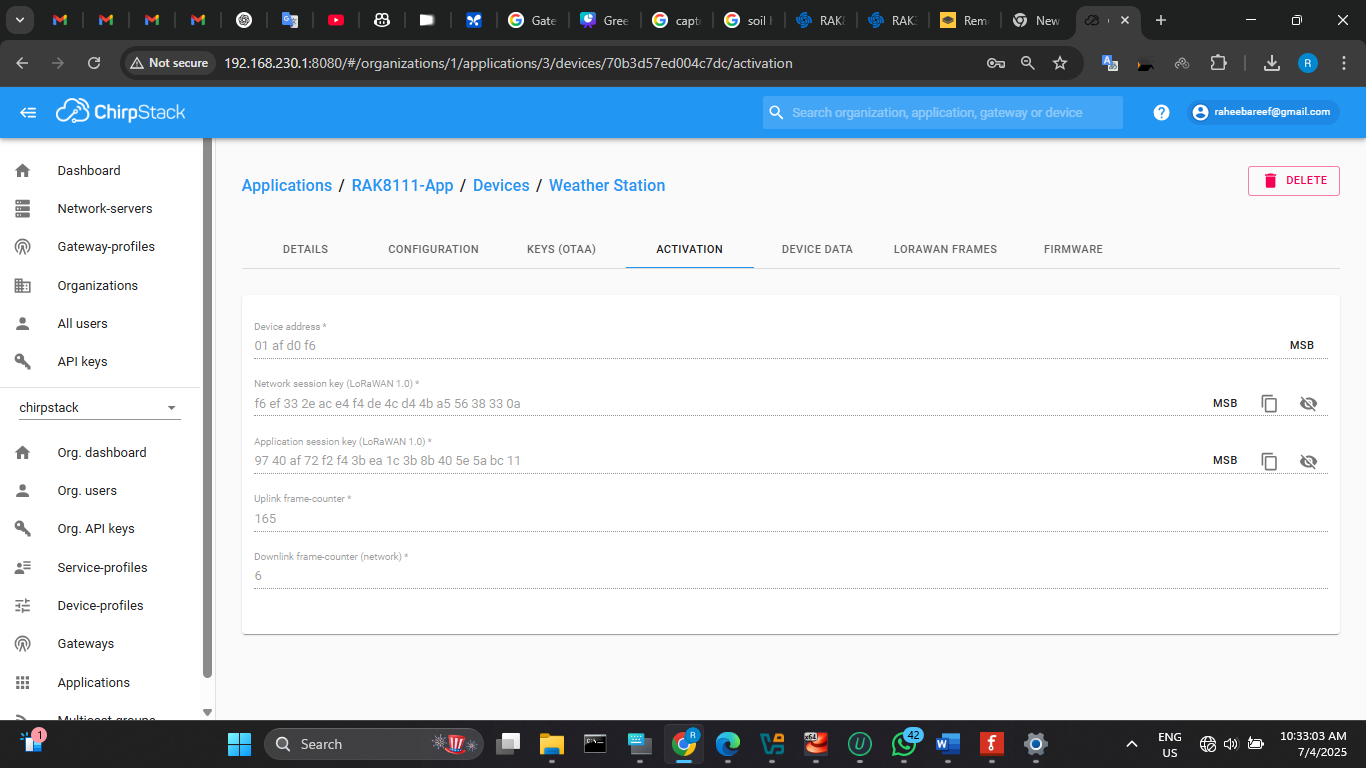 Gate
Gree
capt
soil
RAK
RAK
Rem
New
Not secure
192.168.230.1:8080/#/organizations/1/applications/3/devices/70b3d57ed004c7dc/activation
R
ChirpStack
Search organization, application, gateway or device
raheebareef@gmail.com
Dashboard
Network-servers
Gateway-profiles
Organizations
All users
API keys
chirpstack
Org. dashboard
Org. users
Org. API keys
Service-profiles
Device-profiles
Gateways
Applications
Multicast-groups
Applications / RAK8111-App / Devices / Weather Station
DELETE
DETAILS CONFIGURATION KEYS (OTAA) ACTIVATION DEVICE DATA LORAWAN FRAMES FIRMWARE
Device address *
01 af d0 f6 MSB
Network session key (LoRaWAN 1.0) *
f6 ef 33 2e ac e4 f4 de 4c d4 4b a5 56 38 33 0a MSB
Application session key (LoRaWAN 1.0) *
97 40 af 72 f2 f4 3b ea 1c 3b 8b 40 5e 5a bc 11 MSB
Uplink frame-counter *
165
Downlink frame-counter (network) *
6
1
Search
R
42
ENG
US
10:33:03 AM
7/4/2025